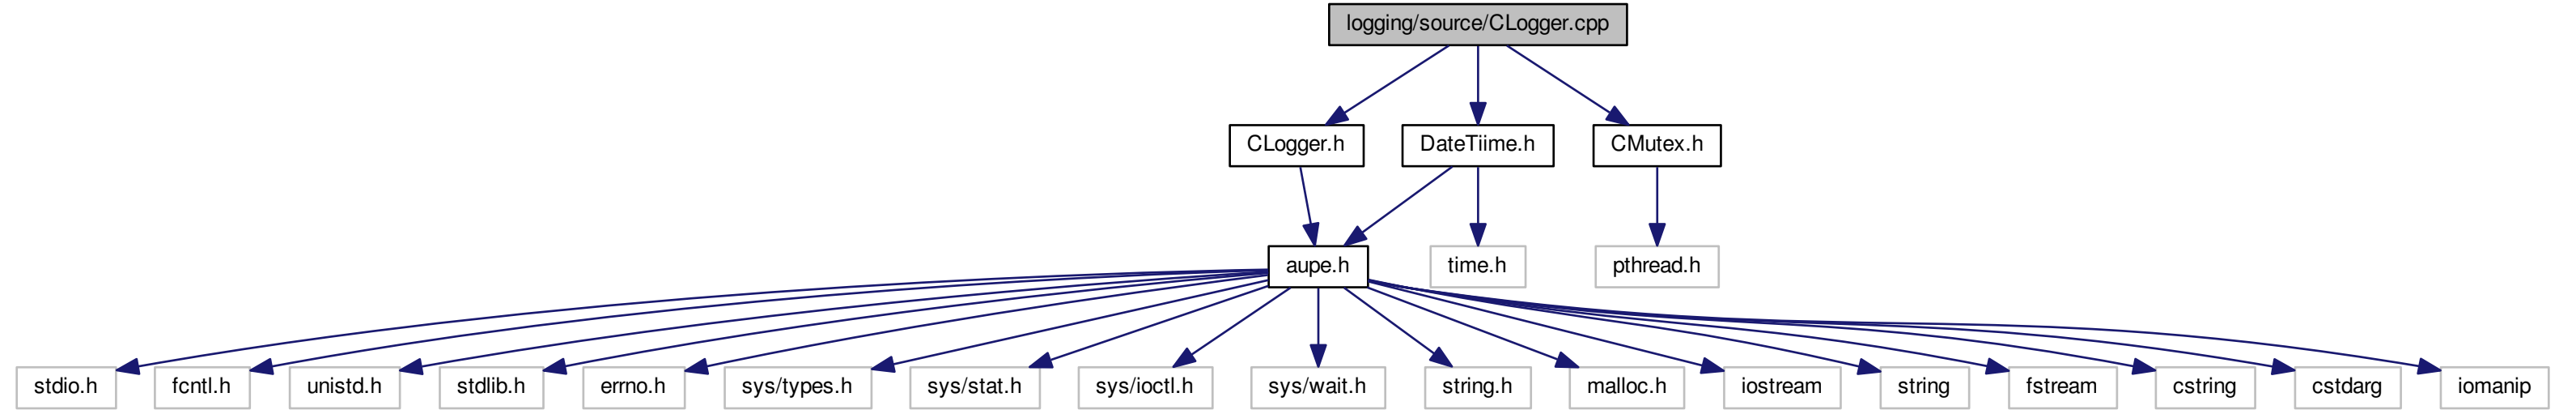 logging/source/CLogger.cpp
CLogger.h
DateTiime.h
CMutex.h
aupe.h
time.h
pthread.h
stdio.h
fcntl.h
unistd.h
stdlib.h
errno.h
sys/types.h
sys/stat.h
sys/ioctl.h
sys/wait.h
string.h
malloc.h
iostream
string
fstream
cstring
cstdarg
iomanip